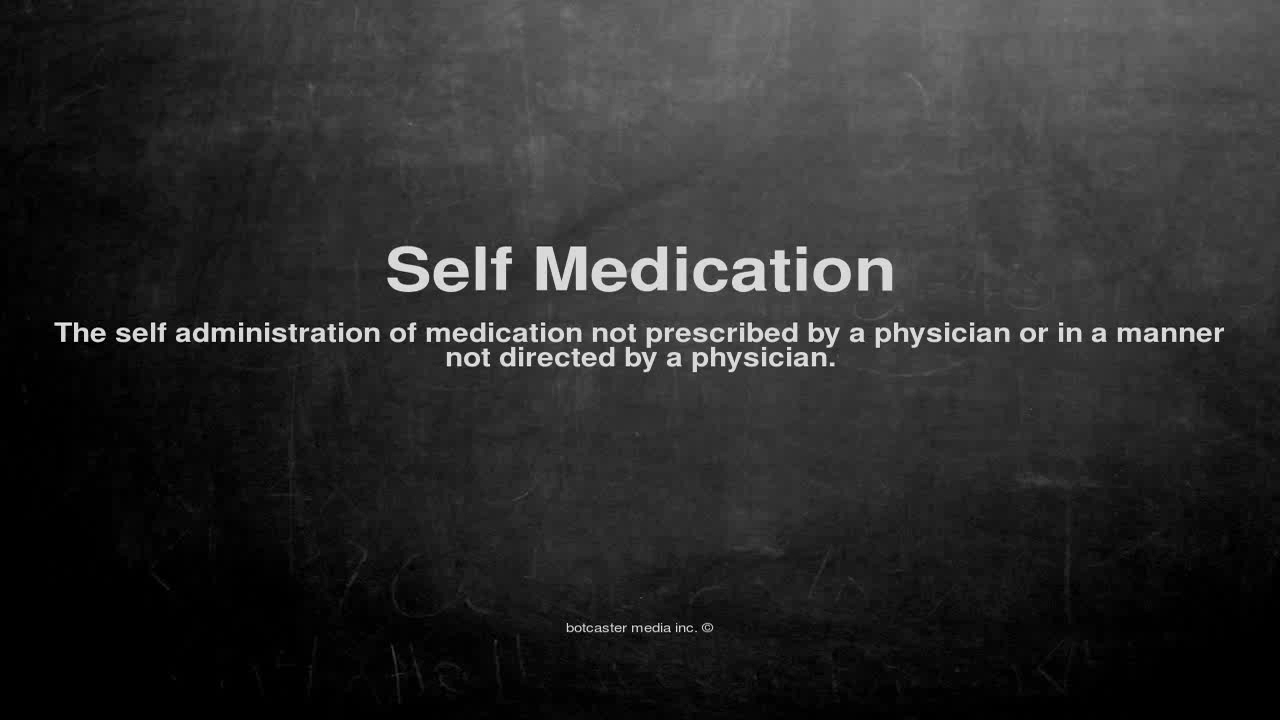 Self Medication
The self administration of medication not prescribed by a physician or in a manner
not directed by a physician.
botcaster media inc. ©